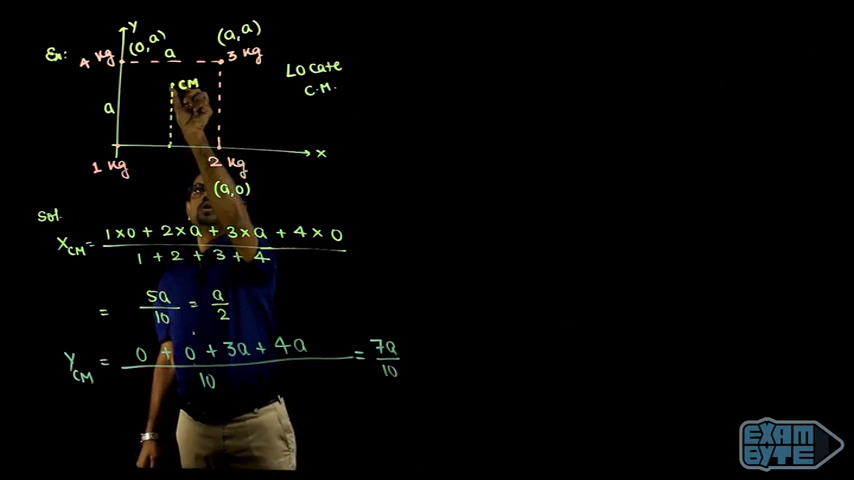 Y
(0,a) (a,a)
Ex: 4 kg a 3 kg
Locate
C.M.
CM
a
X
1 kg 2 kg
(a,0)
Sol.
X_CM = 1×0 + 2×a + 3×a + 4×0 / 1 + 2 + 3 + 4
= 5a/10 = a/2
Y_CM = 0 + 0 + 3a + 4a / 10 = 7a/10
EXAM
BYTE